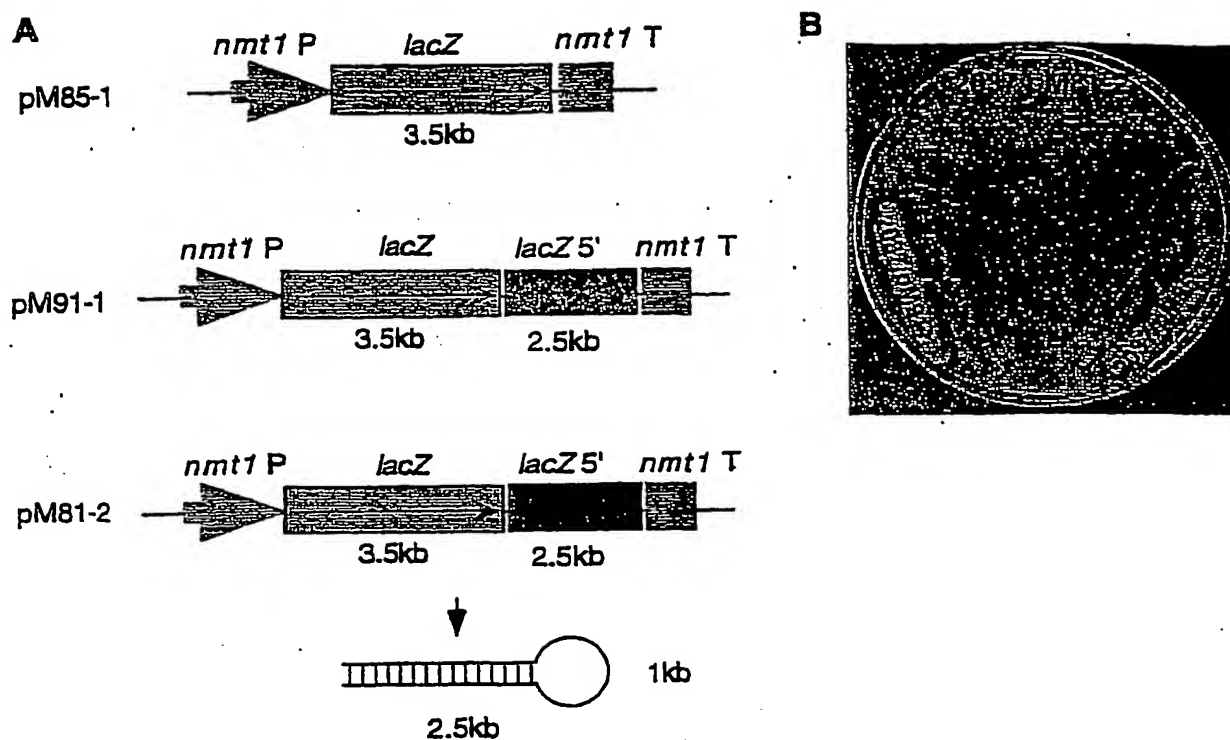 A
B
nmt1 P lacZ nmt1 T
pM85-1
3.5kb
nmt1 P lacZ lacZ 5' nmt1 T
pM91-1
3.5kb 2.5kb
nmt1 P lacZ lacZ 5' nmt1 T
pM81-2
3.5kb 2.5kb
1kb
2.5kb